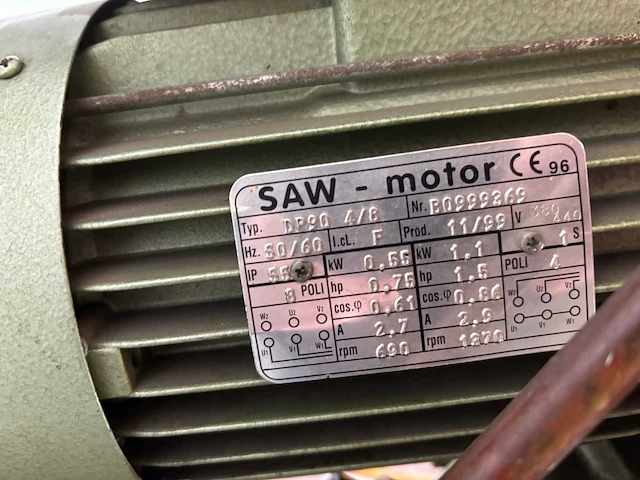 SAW - motor CE 96
Typ. DP90 4/8 Nr. B0999269
Hz. 50/60 I.cL. F Prod. 11/99 V 380 440
IP 55 kW 0,55 kW 1.1 1 S
8 POLI hp 0,75 hp 1.5 POLI 4
cos.φ 0,61 cos.φ 0,86
W2 U2 V2 A 2.7 A 2.9 W2 U2 V2
U1 V1 W1 rpm 690 rpm 1370 U1 V1 W1